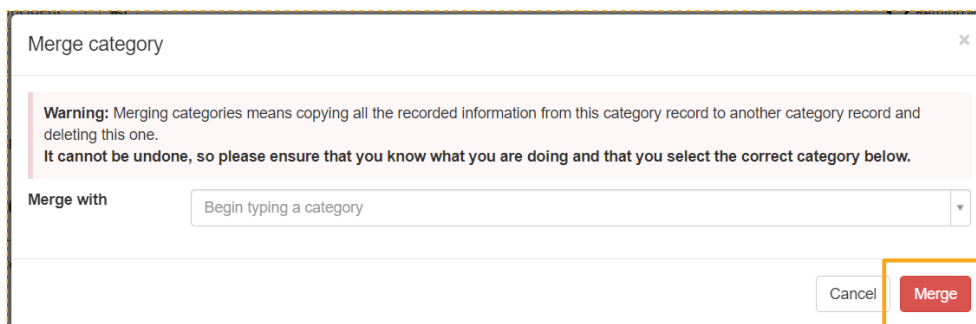 Merge category
×
Warning: Merging categories means copying all the recorded information from this category record to another category record and
deleting this one.
It cannot be undone, so please ensure that you know what you are doing and that you select the correct category below.
Merge with
Begin typing a category
Cancel
Merge